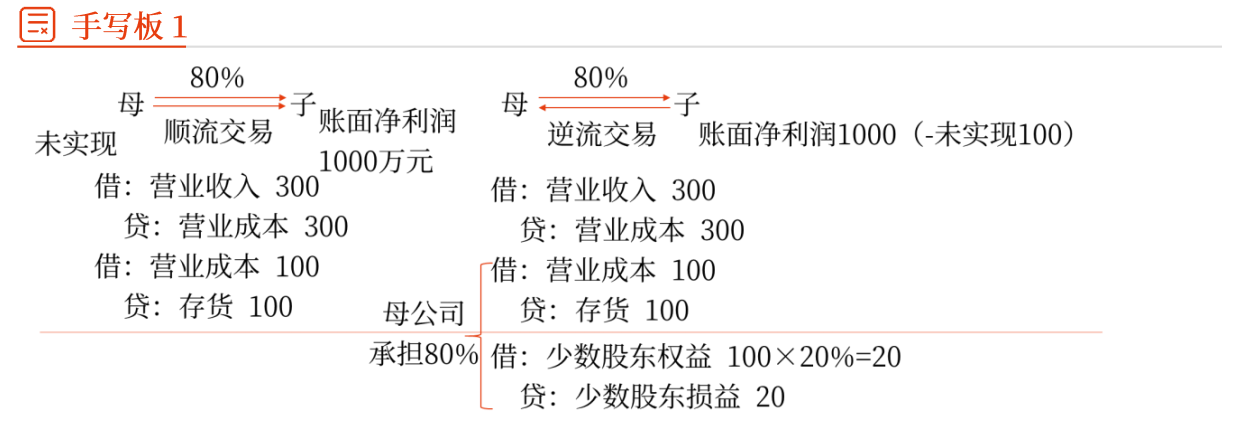 手写板 1
80%
母
子
顺流交易
未实现
账面净利润
1000万元
借：营业收入 300
贷：营业成本 300
借：营业成本 100
贷：存货 100
80%
母
子
逆流交易
账面净利润1000（-未实现100）
借：营业收入 300
贷：营业成本 300
借：营业成本 100
贷：存货 100
母公司
承担80%
借：少数股东权益 100×20%=20
贷：少数股东损益 20